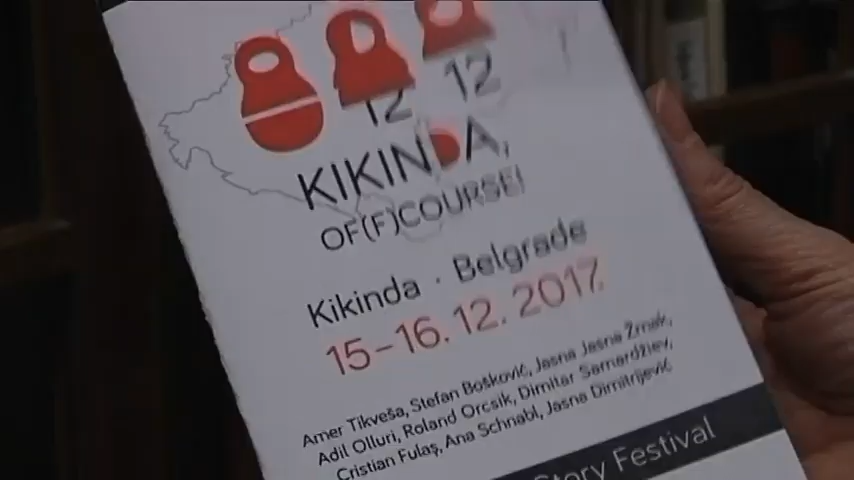 12 12
KIKINDA,
OF(F)COURSE!
Kikinda · Belgrade
15–16. 12. 2017.
Amer Tikveša, Stefan Bošković, Jasna Jasna Žmak,
Adil Olluri, Roland Orcsik, Dimitar Samardžiev,
Cristian Fulaş, Ana Schnabl, Jasna Dimitrijević
Story Festival